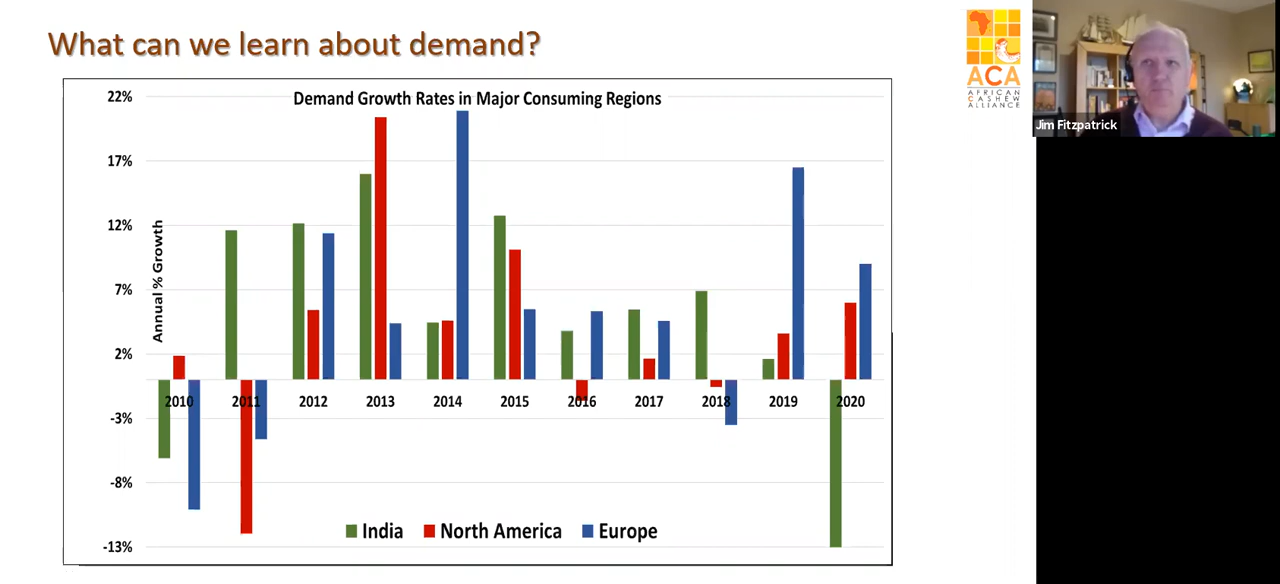 What can we learn about demand?
ACA
AFRICAN
CASHEW
ALLIANCE
Jim Fitzpatrick
Demand Growth Rates in Major Consuming Regions
Annual % Growth
22%
17%
12%
7%
2%
-3%
-8%
-13%
2010 2011 2012 2013 2014 2015 2016 2017 2018 2019 2020
India North America Europe